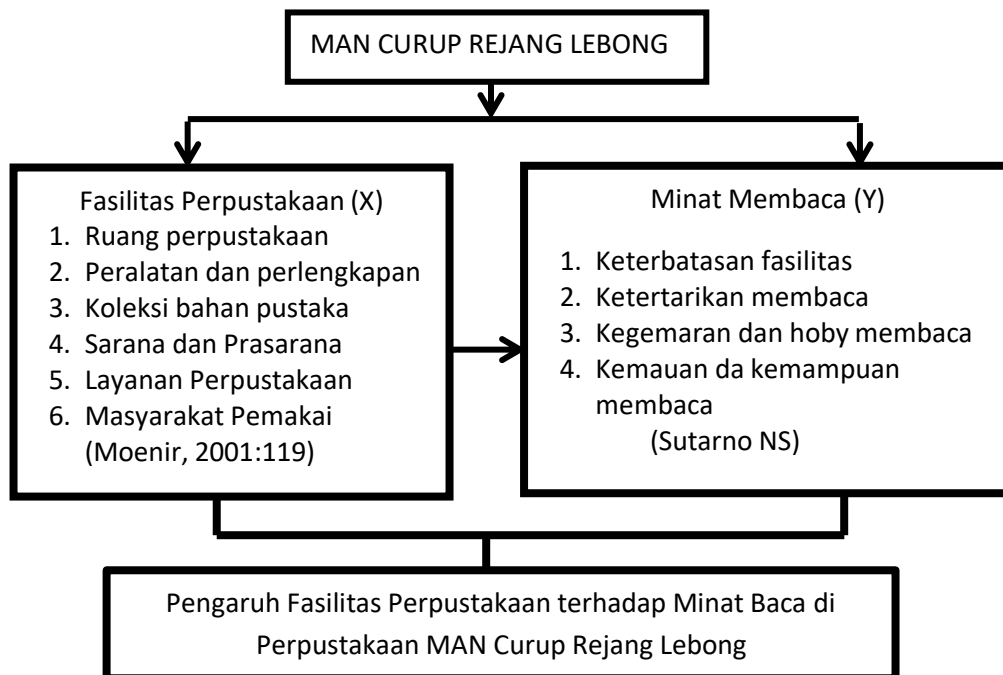 MAN CURUP REJANG LEBONG
Fasilitas Perpustakaan (X)
1. Ruang perpustakaan
2. Peralatan dan perlengkapan
3. Koleksi bahan pustaka
4. Sarana dan Prasarana
5. Layanan Perpustakaan
6. Masyarakat Pemakai
(Moenir, 2001:119)
Minat Membaca (Y)
1. Keterbatasan fasilitas
2. Ketertarikan membaca
3. Kegemaran dan hoby membaca
4. Kemauan da kemampuan
membaca
(Sutarno NS)
Pengaruh Fasilitas Perpustakaan terhadap Minat Baca di
Perpustakaan MAN Curup Rejang Lebong